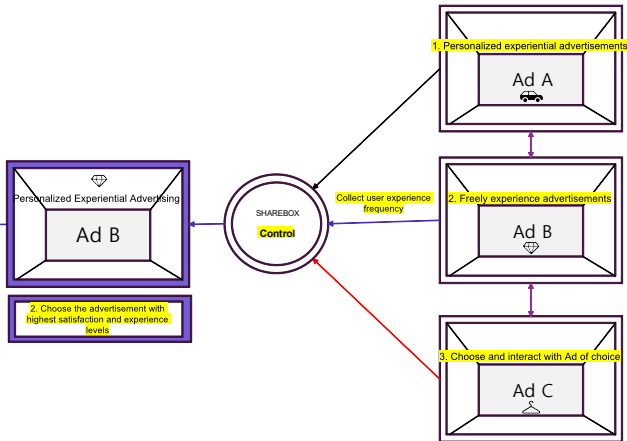 1. Personalized experiential advertisements
Ad A
Personalized Experiential Advertising
Ad B
2. Choose the advertisement with
highest satisfaction and experience
levels
SHAREBOX
Control
Collect user experience
frequency
2. Freely experience advertisements
Ad B
3. Choose and interact with Ad of choice
Ad C